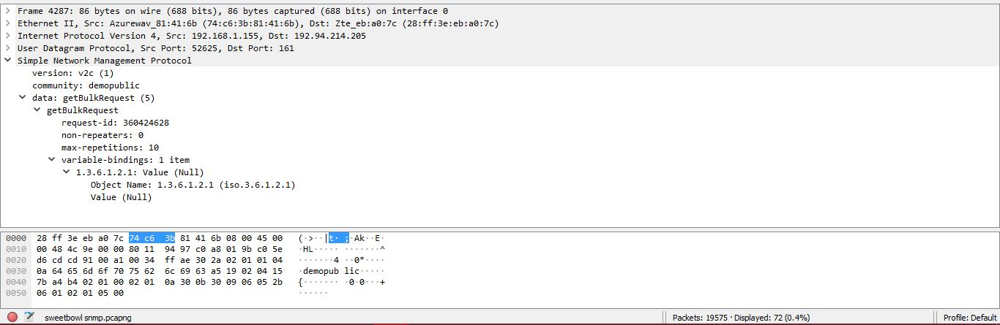 Frame 4287: 86 bytes on wire (688 bits), 86 bytes captured (688 bits) on interface 0
Ethernet II, Src: Azurewav_81:41:6b (74:c6:3b:81:41:6b), Dst: Zte_eb:a0:7c (28:ff:3e:eb:a0:7c)
Internet Protocol Version 4, Src: 192.168.1.155, Dst: 192.94.214.205
User Datagram Protocol, Src Port: 52625, Dst Port: 161
Simple Network Management Protocol
version: v2c (1)
community: demopublic
data: getBulkRequest (5)
getBulkRequest
request-id: 360424628
non-repeaters: 0
max-repetitions: 10
variable-bindings: 1 item
1.3.6.1.2.1: Value (Null)
Object Name: 1.3.6.1.2.1 (iso.3.6.1.2.1)
Value (Null)
0000 28 ff 3e eb a0 7c 74 c6 3b 81 41 6b 08 00 45 00 (·>··|t· ;·Ak··E·
0010 00 48 4c 9e 00 00 80 11 94 97 c0 a8 01 9b c0 5e ·HL····· ·······^
0020 d6 cd cd 91 00 a1 00 34 ff ae 30 2a 02 01 01 04 ·······4 ··0*····
0030 0a 64 65 6d 6f 70 75 62 6c 69 63 a5 19 02 04 15 ·demopub lic·····
0040 7b a4 b4 02 01 00 02 01 0a 30 0b 30 09 06 05 2b {······· ·0·0···+
0050 06 01 02 01 05 00 ······
sweetbowl snmp.pcapng Packets: 19575 · Displayed: 72 (0.4%) Profile: Default